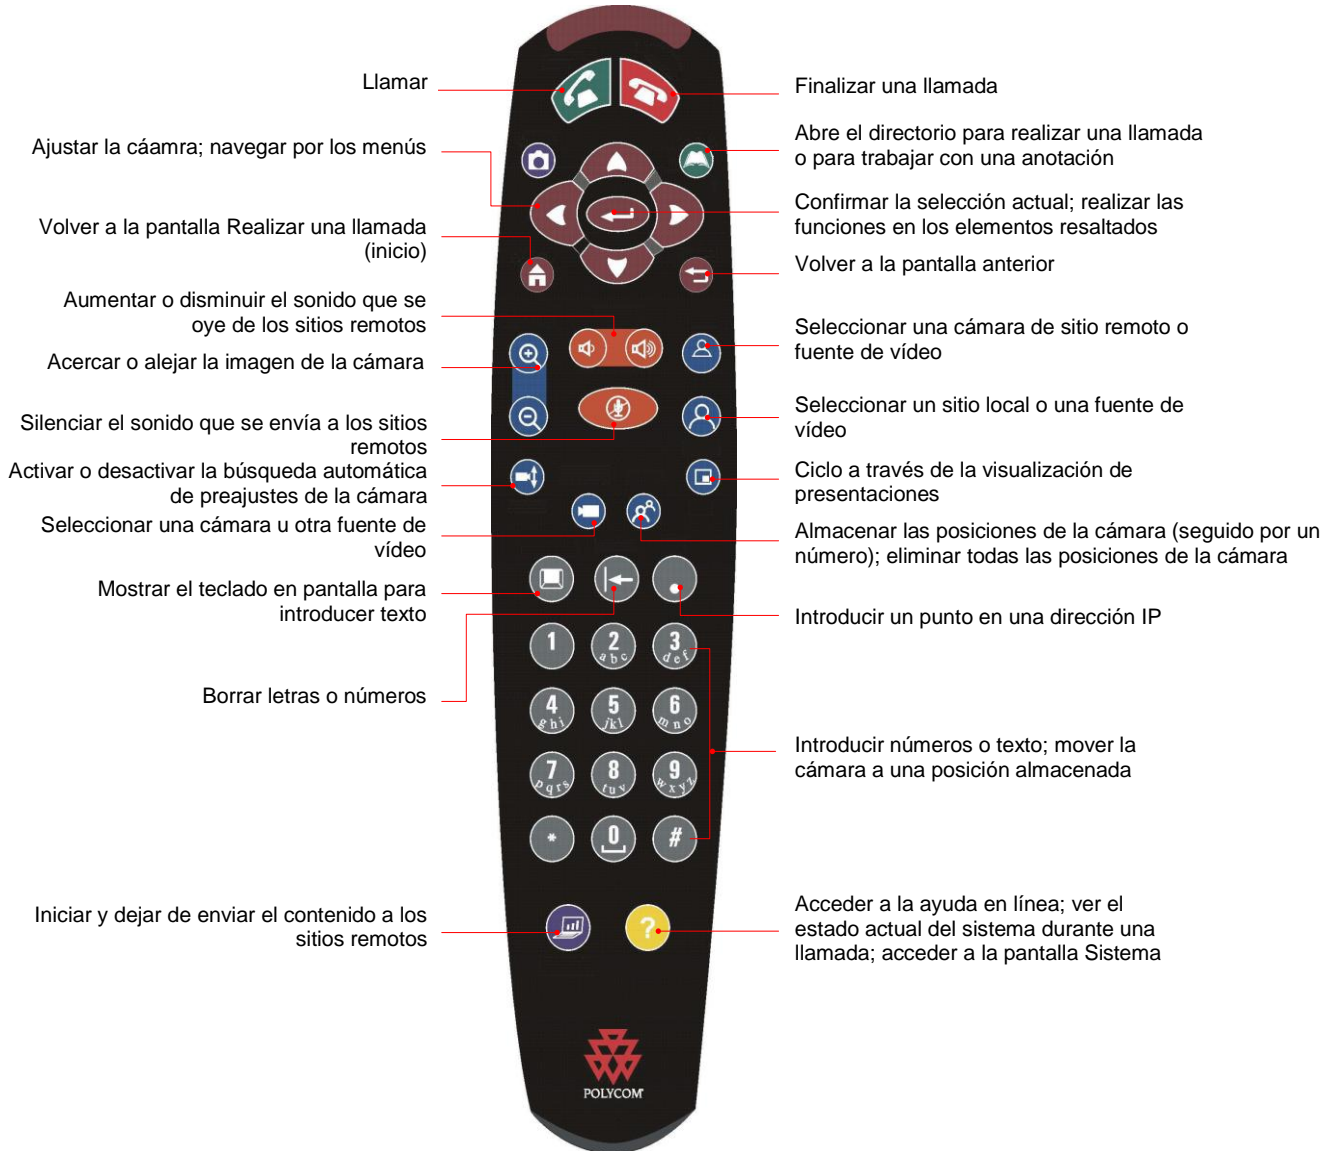 Llamar
Finalizar una llamada
Ajustar la cáamra; navegar por los menús
Abre el directorio para realizar una llamada
o para trabajar con una anotación
Confirmar la selección actual; realizar las
funciones en los elementos resaltados
Volver a la pantalla Realizar una llamada
(inicio)
Volver a la pantalla anterior
Aumentar o disminuir el sonido que se
oye de los sitios remotos
Seleccionar una cámara de sitio remoto o
fuente de vídeo
Acercar o alejar la imagen de la cámara
Seleccionar un sitio local o una fuente de
vídeo
Silenciar el sonido que se envía a los sitios
remotos
Activar o desactivar la búsqueda automática
de preajustes de la cámara
Ciclo a través de la visualización de
presentaciones
Seleccionar una cámara u otra fuente de
vídeo
Almacenar las posiciones de la cámara (seguido por un
número); eliminar todas las posiciones de la cámara
Mostrar el teclado en pantalla para
introducer texto
Introducir un punto en una dirección IP
1
2
abc
3
def
Borrar letras o números
4
ghi
5
jkl
6
mno
Introducir números o texto; mover la
cámara a una posición almacenada
7
pqrs
8
tuv
9
wxyz
*
0
#
Iniciar y dejar de enviar el contenido a los
sitios remotos
?
Acceder a la ayuda en línea; ver el
estado actual del sistema durante una
llamada; acceder a la pantalla Sistema
POLYCOM